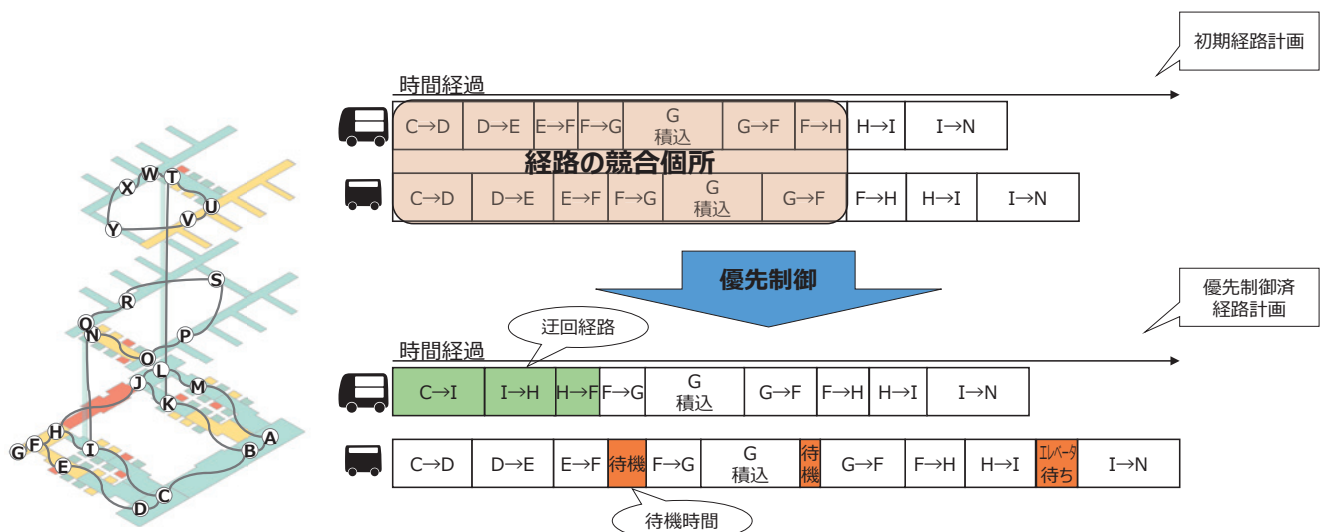 初期経路計画
時間経過
C→D D→E E→F F→G G
積込 G→F F→H H→I I→N
経路の競合個所
C→D D→E E→F F→G G
積込 G→F F→H H→I I→N
優先制御
優先制御済
経路計画
迂回経路
時間経過
C→I I→H H→F F→G G
積込 G→F F→H H→I I→N
C→D D→E E→F 待機 F→G G
積込 待
機 G→F F→H H→I エレベータ
待ち I→N
待機時間
X W T
U
V
Y
S
R
Q
N
P
O
L
J
M
K
H
A
G F
I
B
E
C
D